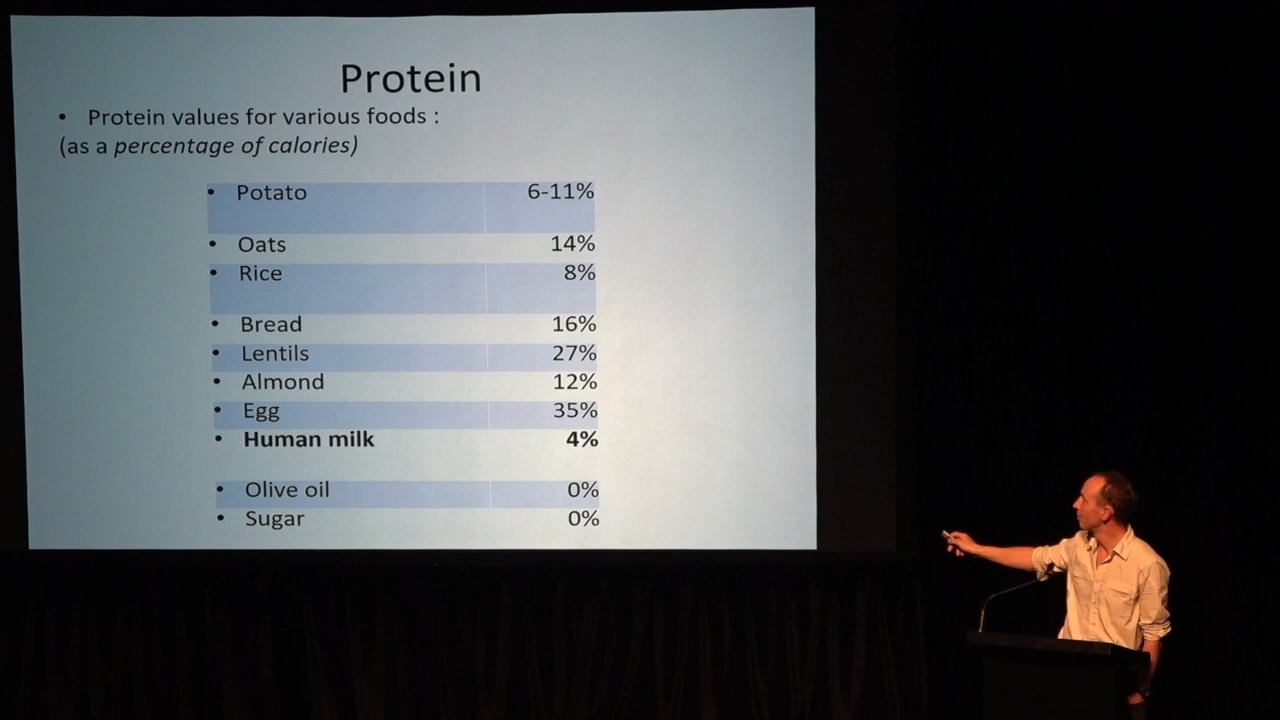 Protein
• Protein values for various foods :
(as a percentage of calories)
• Potato 6-11%
• Oats 14%
• Rice 8%
• Bread 16%
• Lentils 27%
• Almond 12%
• Egg 35%
• Human milk 4%
• Olive oil 0%
• Sugar 0%